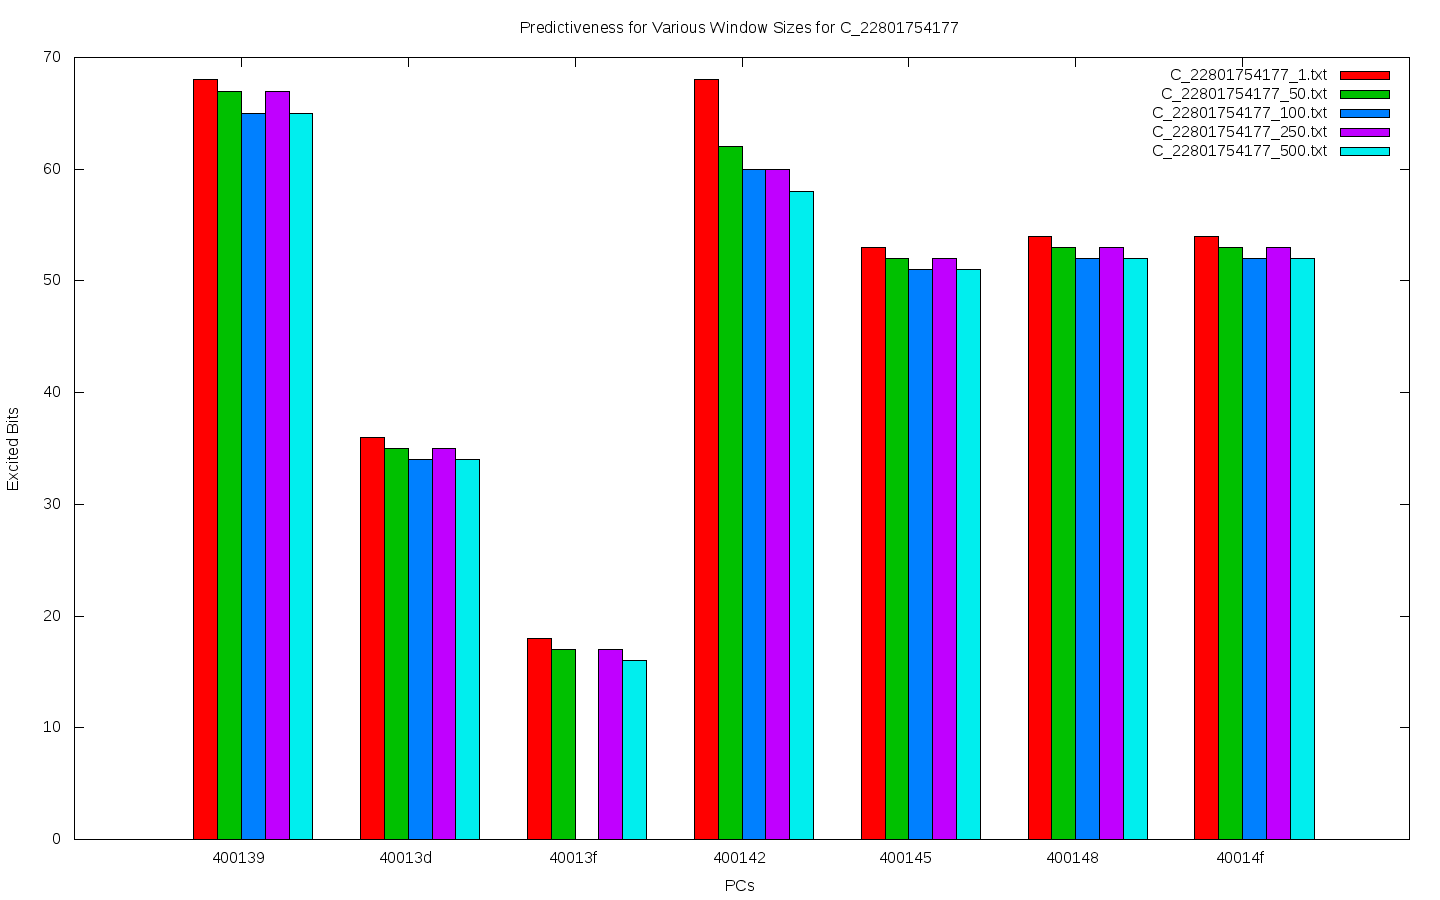 Predictiveness for Various Window Sizes for C_22801754177
C_22801754177_1.txt
C_22801754177_50.txt
C_22801754177_100.txt
C_22801754177_250.txt
C_22801754177_500.txt
70
60
50
40
30
20
10
0
Excited Bits
400139 40013d 40013f 400142 400145 400148 40014f
PCs